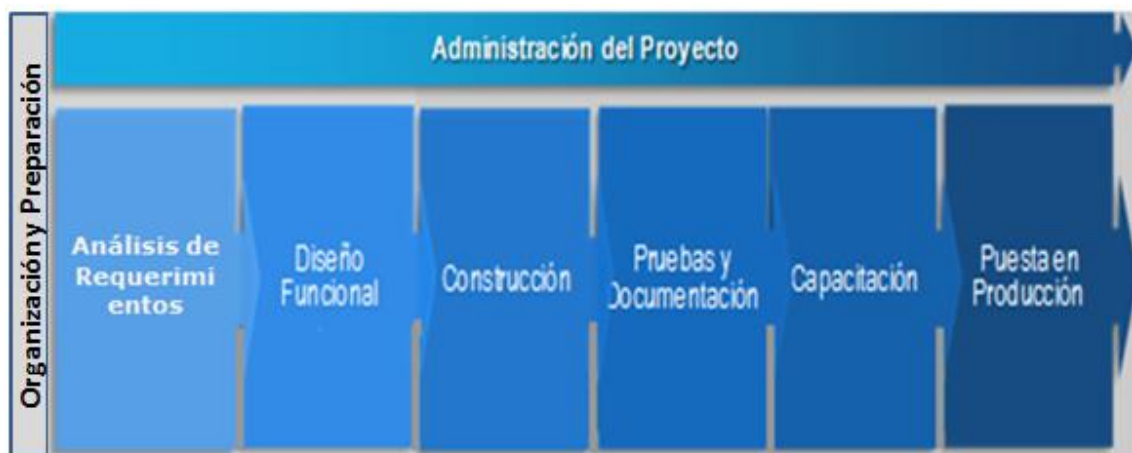 Organización y Preparación
Administración del Proyecto
Análisis de
Requerimi
entos
Diseño
Funcional
Construcción
Pruebas y
Documentación
Capacitación
Puesta en
Producción